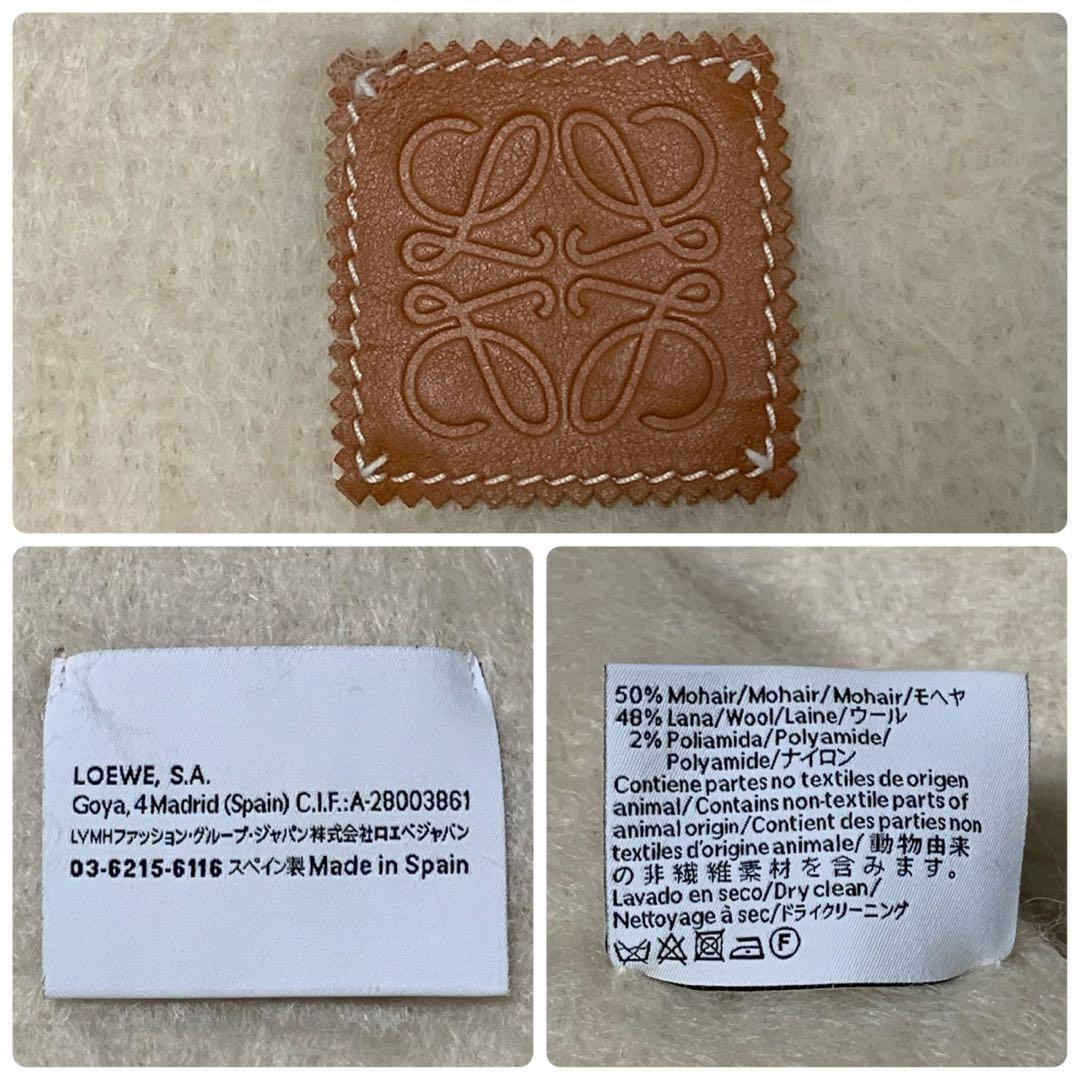 LOEWE, S.A.
Goya, 4 Madrid (Spain) C.I.F.:A-28003861
LVMHファッション・グループ・ジャパン株式会社ロエベジャパン
03-6215-6116 スペイン製 Made in Spain
50% Mohair/Mohair/Mohair/モヘヤ
48% Lana/Wool/Laine/ウール
2% Poliamida/Polyamide/
Polyamide/ナイロン
Contiene partes no textiles de origen
animal/Contains non-textile parts of
animal origin/Contient des parties non
textiles d'origine animale/動物由来
の非繊維素材を含みます。
Lavado en seco/Dry clean/
Nettoyage à sec/ドライクリーニング
F